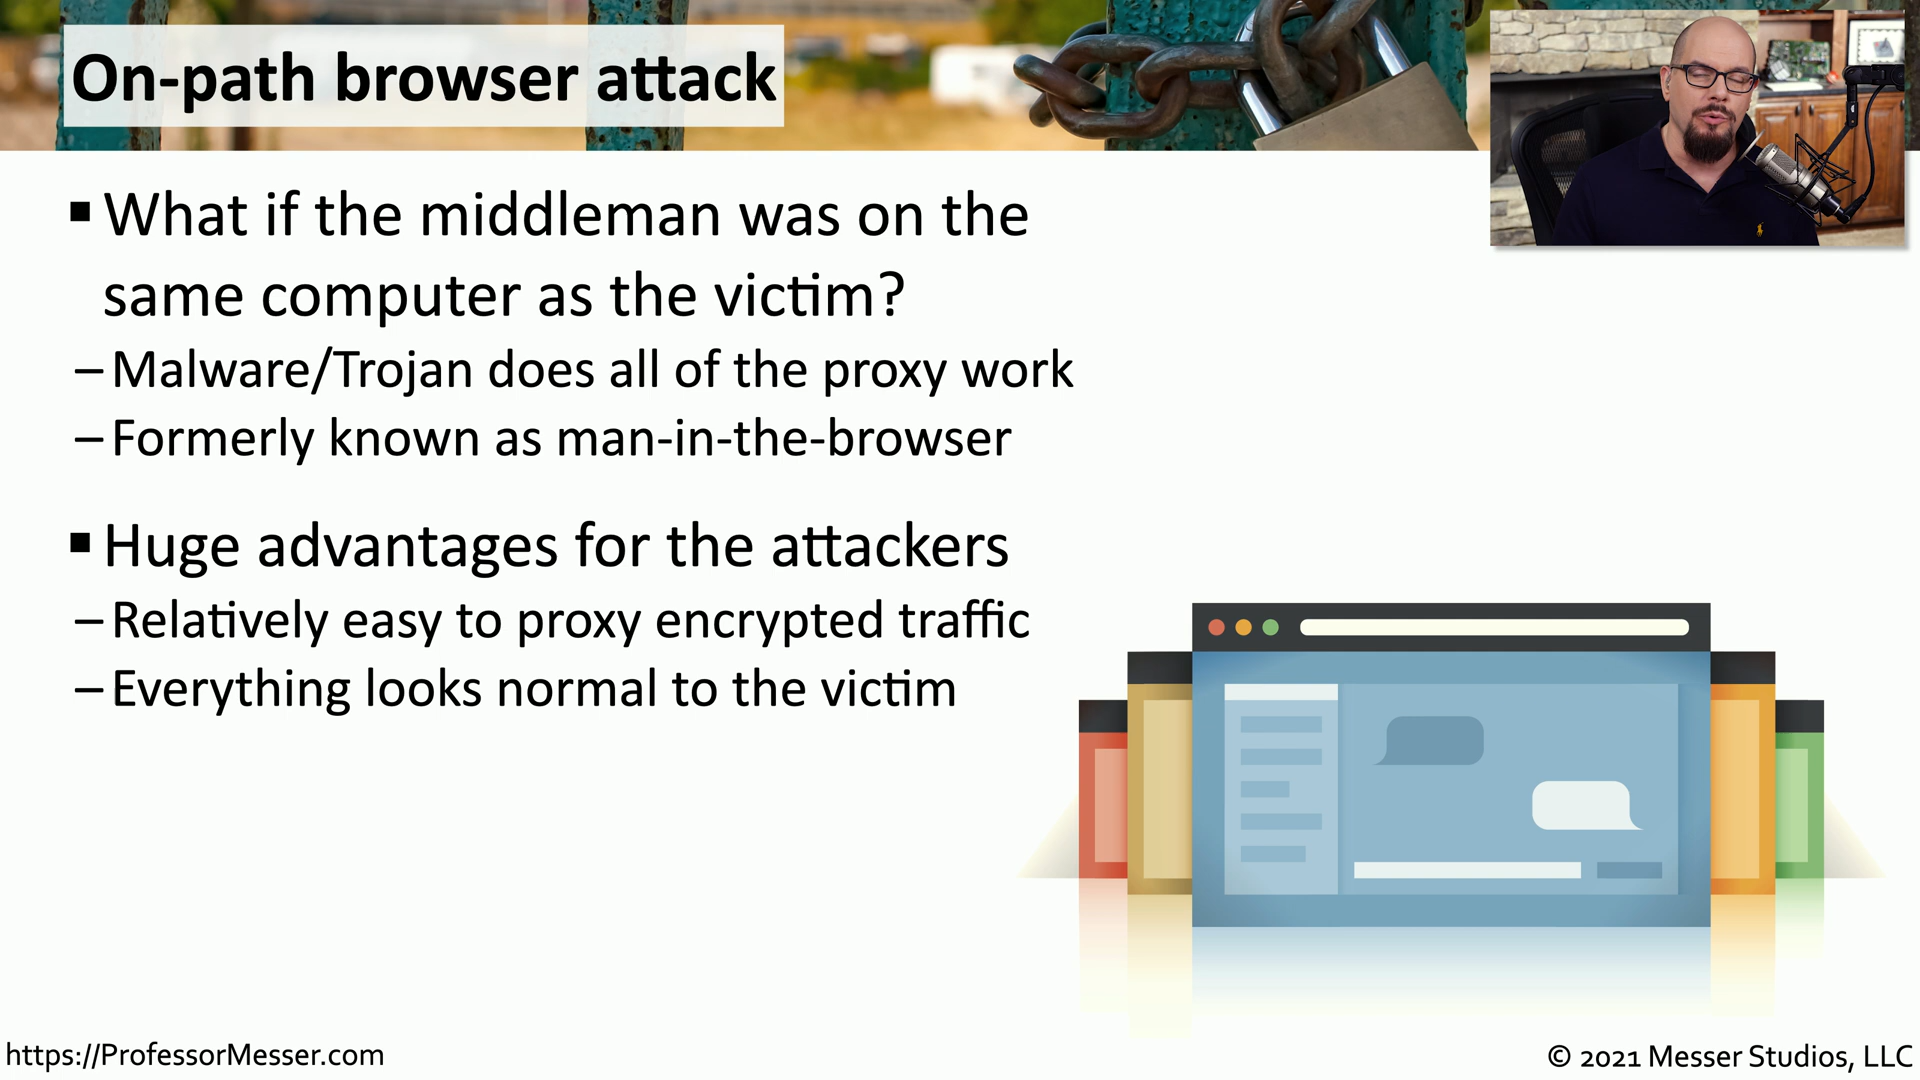 On-path browser attack
▪ What if the middleman was on the
same computer as the victim?
– Malware/Trojan does all of the proxy work
– Formerly known as man-in-the-browser
▪ Huge advantages for the attackers
– Relatively easy to proxy encrypted traffic
– Everything looks normal to the victim
https://ProfessorMesser.com
© 2021 Messer Studios, LLC